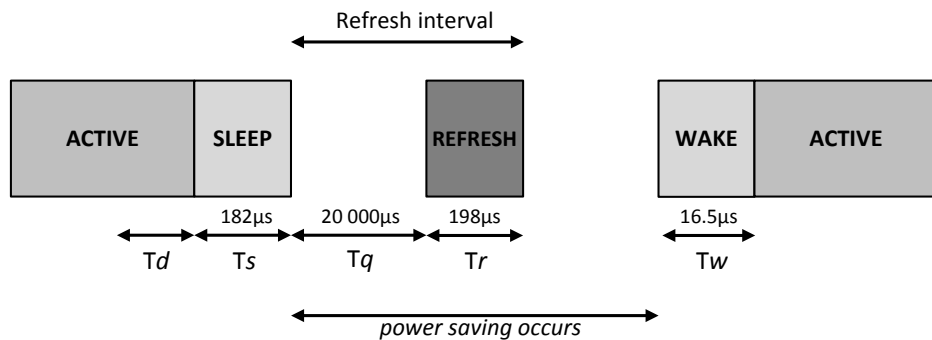 Refresh interval
ACTIVE SLEEP REFRESH WAKE ACTIVE
182µs 20 000µs 198µs 16.5µs
Td Ts Tq Tr Tw
power saving occurs